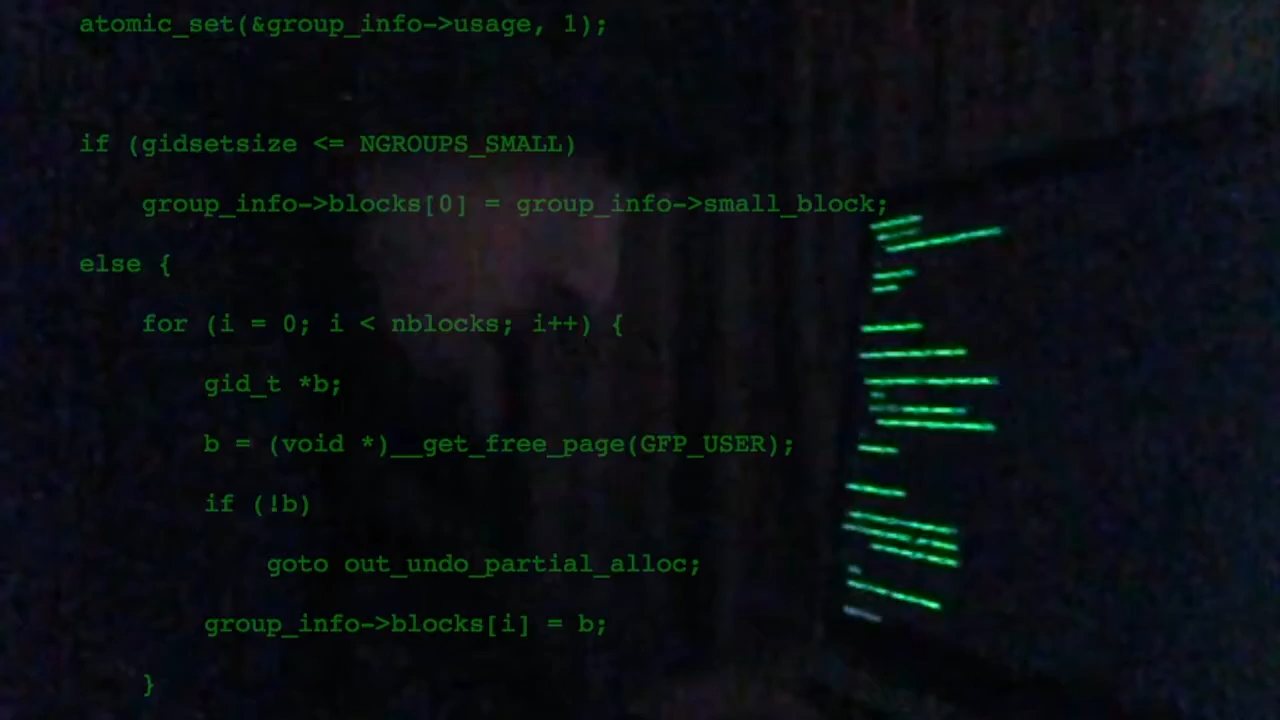 atomic_set(&group_info->usage, 1);
if (gidsetsize <= NGROUPS_SMALL)
group_info->blocks[0] = group_info->small_block;
else {
for (i = 0; i < nblocks; i++) {
gid_t *b;
b = (void *)__get_free_page(GFP_USER);
if (!b)
goto out_undo_partial_alloc;
group_info->blocks[i] = b;
}